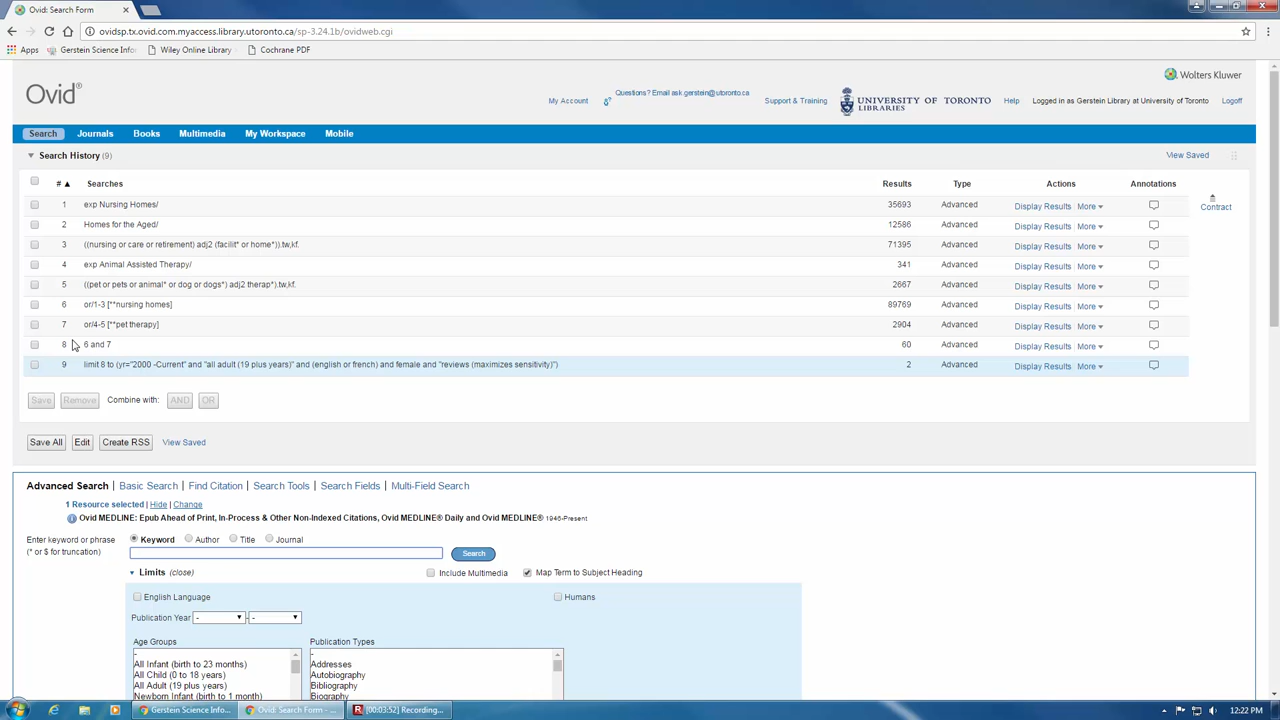 Ovid: Search Form
ovidsp.tx.ovid.com.myaccess.library.utoronto.ca/sp-3.24.1b/ovidweb.cgi
Apps Gerstein Science Info Wiley Online Library Cochrane PDF
Wolters Kluwer
Ovid®
My Account Questions? Email ask.gerstein@utoronto.ca Support & Training UNIVERSITY OF TORONTO LIBRARIES Help Logged in as Gerstein Library at University of Toronto Logoff
Search Journals Books Multimedia My Workspace Mobile
Search History (9) View Saved
# ▲ Searches Results Type Actions Annotations
1 exp Nursing Homes/ 35693 Advanced Display Results More
Contract
2 Homes for the Aged/ 12586 Advanced Display Results More
3 ((nursing or care or retirement) adj2 (facilit* or home*)).tw,kf. 71395 Advanced Display Results More
4 exp Animal Assisted Therapy/ 341 Advanced Display Results More
5 ((pet or pets or animal* or dog or dogs*) adj2 therap*).tw,kf. 2667 Advanced Display Results More
6 or/1-3 [**nursing homes] 89769 Advanced Display Results More
7 or/4-5 [**pet therapy] 2904 Advanced Display Results More
8 6 and 7 60 Advanced Display Results More
9 limit 8 to (yr="2000 -Current" and "all adult (19 plus years)" and (english or french) and female and "reviews (maximizes sensitivity)") 2 Advanced Display Results More
Save Remove Combine with: AND OR
Save All Edit Create RSS View Saved
Advanced Search | Basic Search | Find Citation | Search Tools | Search Fields | Multi-Field Search
1 Resource selected | Hide | Change
Ovid MEDLINE: Epub Ahead of Print, In-Process & Other Non-Indexed Citations, Ovid MEDLINE® Daily and Ovid MEDLINE® 1946-Present
Enter keyword or phrase
(* or $ for truncation)
Keyword Author Title Journal
Search
Limits (close) Include Multimedia Map Term to Subject Heading
English Language Humans
Publication Year - - -
Age Groups Publication Types
- -
All Infant (birth to 23 months) Addresses
All Child (0 to 18 years) Autobiography
All Adult (19 plus years) Bibliography
Newborn Infant (birth to 1 month) Biography
Gerstein Science Info... Ovid: Search Form - ... [00:03:52] Recording... 12:22 PM